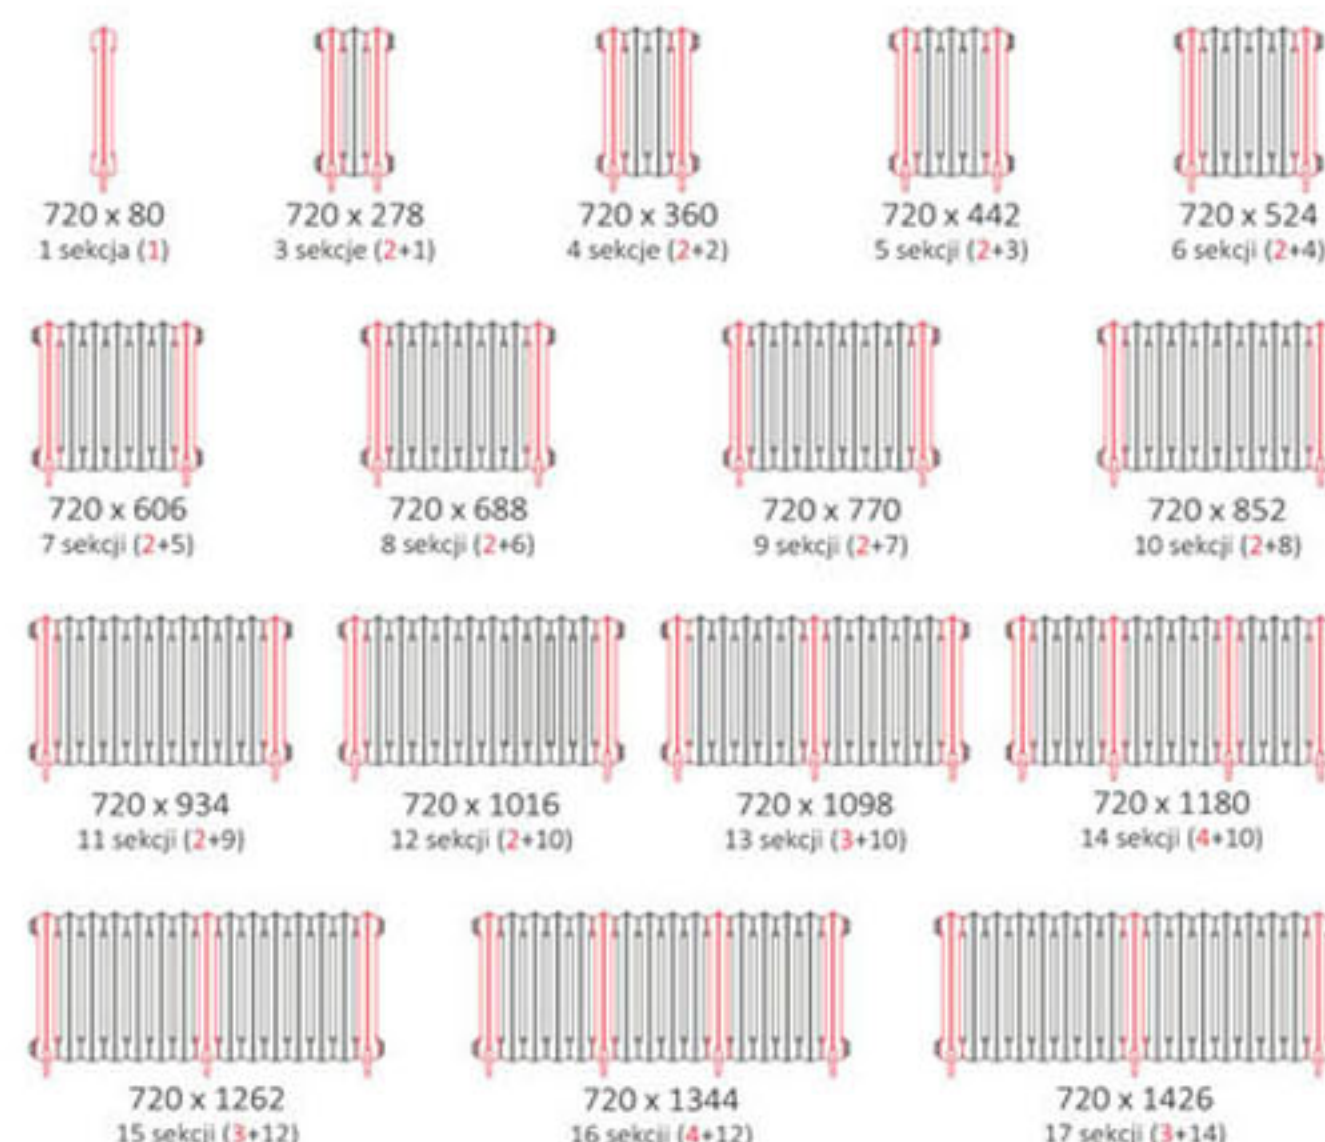 720 x 80
1 sekcja (1)
720 x 278
3 sekcje (2+1)
720 x 360
4 sekcje (2+2)
720 x 442
5 sekcji (2+3)
720 x 524
6 sekcji (2+4)
720 x 606
7 sekcji (2+5)
720 x 688
8 sekcji (2+6)
720 x 770
9 sekcji (2+7)
720 x 852
10 sekcji (2+8)
720 x 934
11 sekcji (2+9)
720 x 1016
12 sekcji (2+10)
720 x 1098
13 sekcji (3+10)
720 x 1180
14 sekcji (4+10)
720 x 1262
15 sekcji (3+12)
720 x 1344
16 sekcji (4+12)
720 x 1426
17 sekcji (3+14)